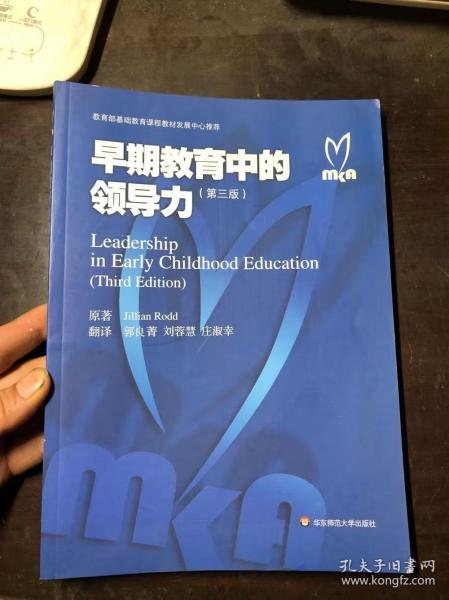 教育部基础教育课程教材发展中心推荐
早期教育中的
领导力（第三版）
MKA
Leadership
in Early Childhood Education
(Third Edition)
原著 Jillian Rodd
翻译 郭良菁 刘蓉慧 庄淑幸
MKA
华东师范大学出版社
孔夫子旧书网
www.kongfz.com